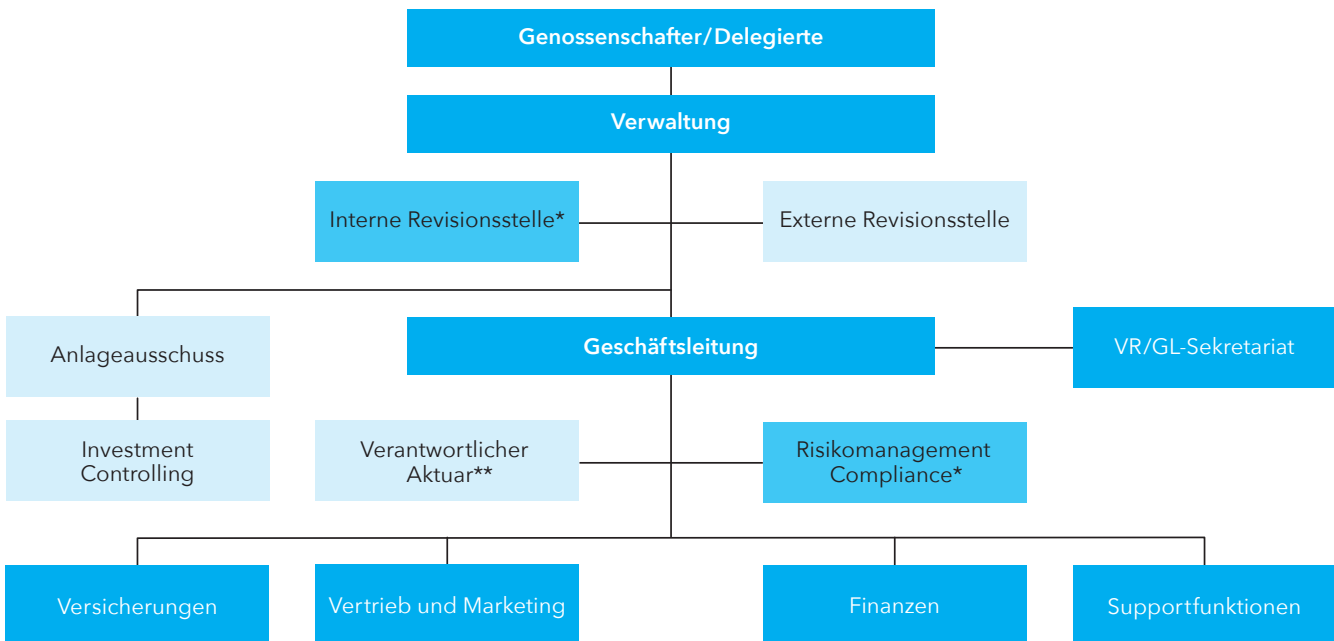 Genossenschafter/Delegierte
Verwaltung
Interne Revisionsstelle*
Externe Revisionsstelle
Anlageausschuss
Geschäftsleitung
VR/GL-Sekretariat
Investment
Controlling
Verantwortlicher
Aktuar**
Risikomanagement
Compliance*
Versicherungen
Vertrieb und Marketing
Finanzen
Supportfunktionen